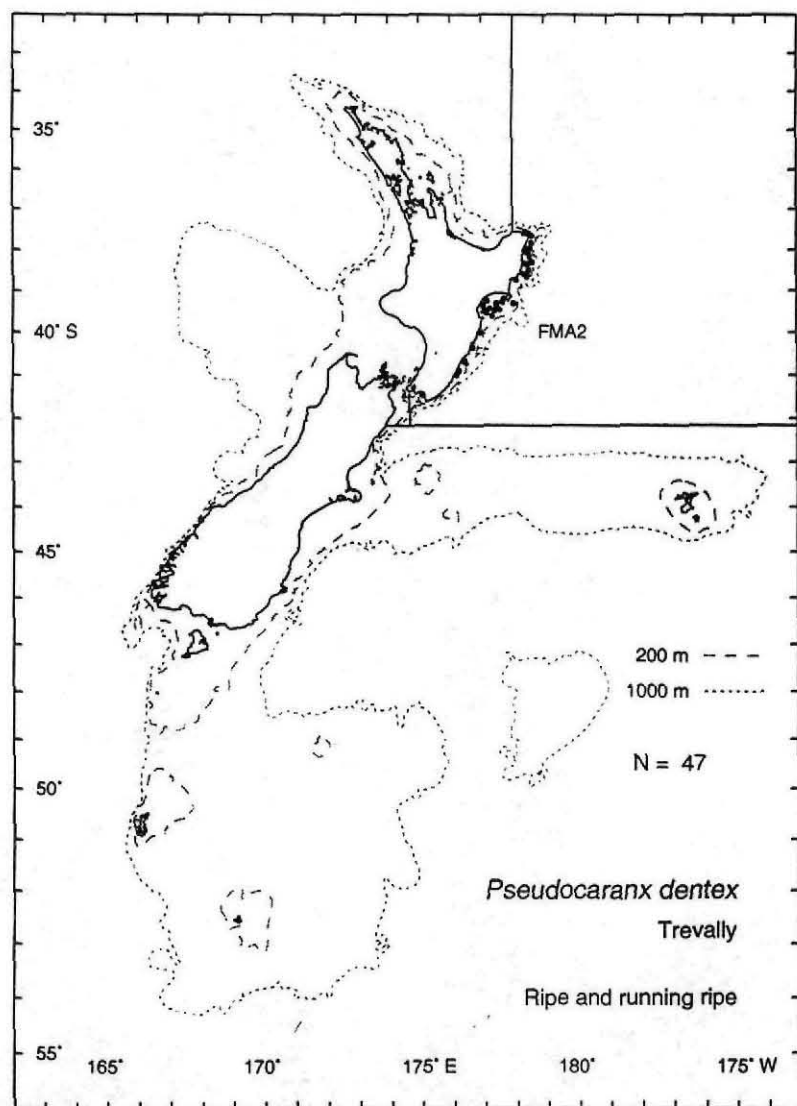 35°
40° S
FMA2
45°
200 m
1000 m
N = 47
50°
Pseudocaranx dentex
Trevally
Ripe and running ripe
55°
165°
170°
175° E
180°
175° W